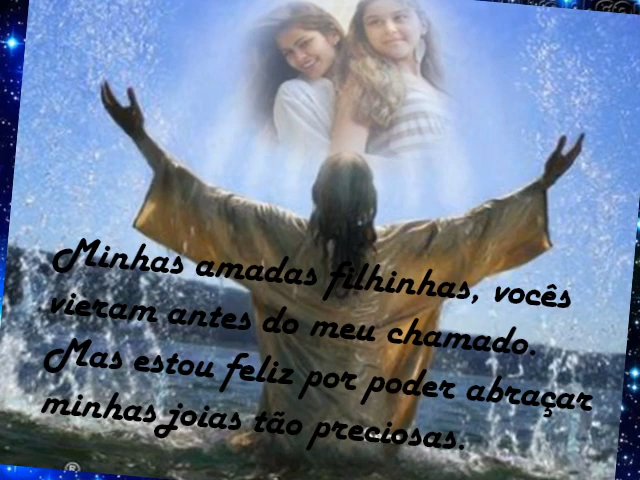 Minhas amadas filhinhas, vocês
vieram antes do meu chamado.
Mas estou feliz por poder abraçar
minhas joias tão preciosas.
®